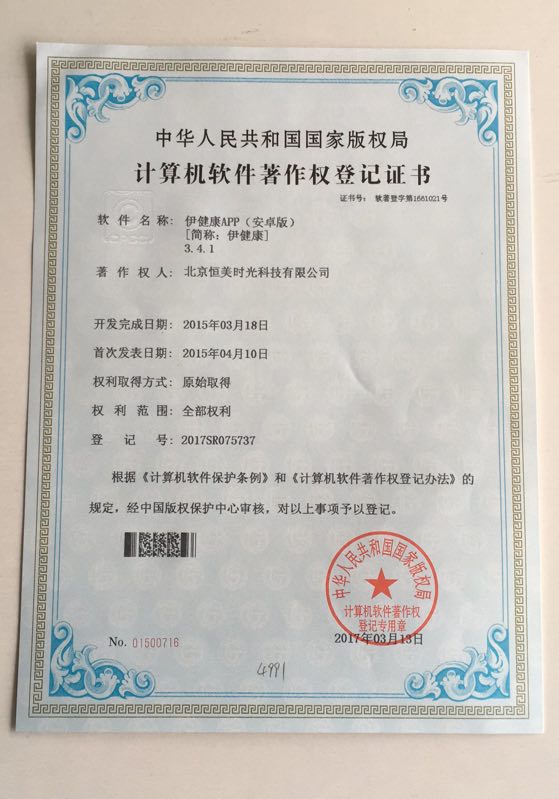 中华人民共和国国家版权局
计算机软件著作权登记证书
证书号： 软著登字第1661021号
软件名称： 伊健康APP（安卓版）
[简称：伊健康]
3.4.1
著作权人： 北京恒美时光科技有限公司
开发完成日期： 2015年03月18日
首次发表日期： 2015年04月10日
权利取得方式： 原始取得
权利范围： 全部权利
登记号： 2017SR075737
根据《计算机软件保护条例》和《计算机软件著作权登记办法》的
规定，经中国版权保护中心审核，对以上事项予以登记。
中华人民共和国国家版权局
计算机软件著作权
登记专用章
2017年03月13日
No. 01500716
4991